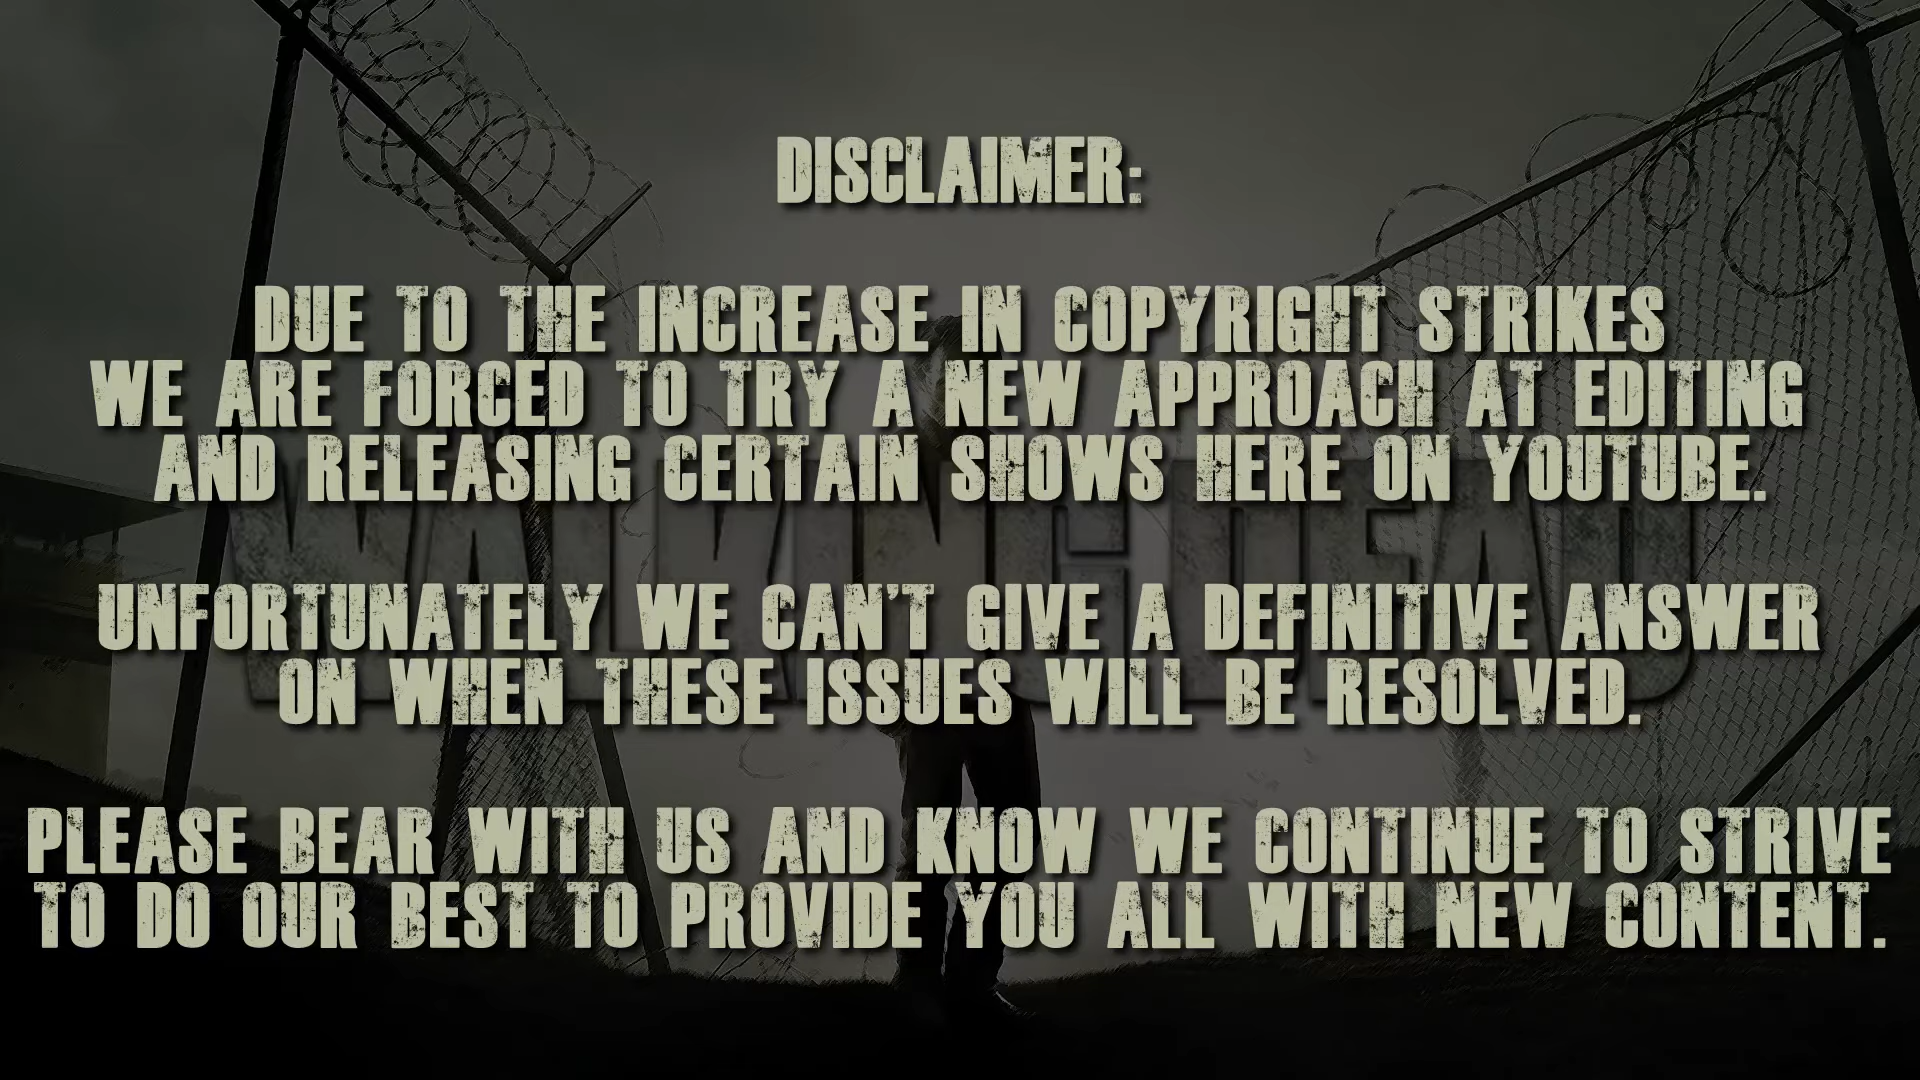 DISCLAIMER:
DUE TO THE INCREASE IN COPYRIGHT STRIKES
WE ARE FORCED TO TRY A NEW APPROACH AT EDITING
AND RELEASING CERTAIN SHOWS HERE ON YOUTUBE.
WALKING DEAD
UNFORTUNATELY WE CAN'T GIVE A DEFINITIVE ANSWER
ON WHEN THESE ISSUES WILL BE RESOLVED.
PLEASE BEAR WITH US AND KNOW WE CONTINUE TO STRIVE
TO DO OUR BEST TO PROVIDE YOU ALL WITH NEW CONTENT.